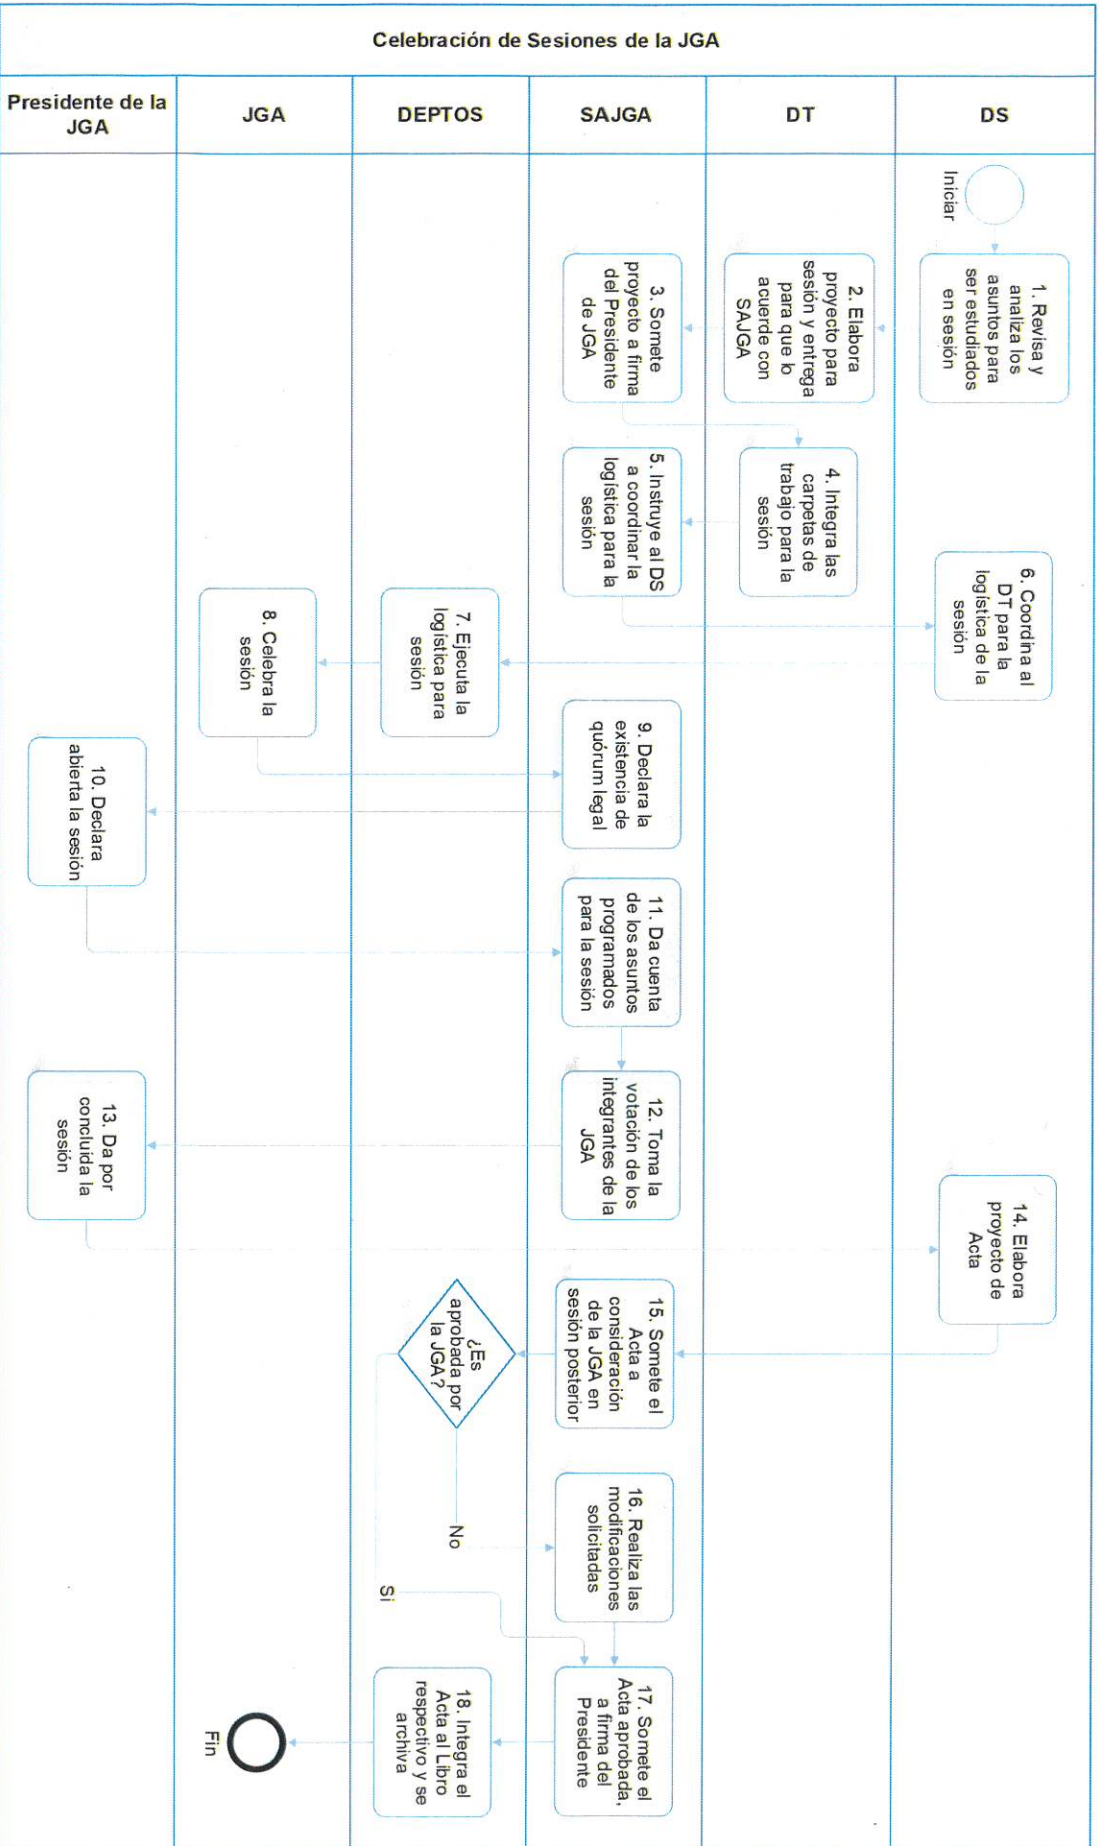 Celebración de Sesiones de la JGA
Presidente de la
JGA
JGA
DEPTOS
SAJGA
DT
DS
Iniciar
1. Revisa y
analiza los
asuntos para
ser estudiados
en sesión
2. Elabora
proyecto para
sesión y entrega
para que lo
acuerde con
SAJGA
3. Somete
proyecto a firma
del Presidente
de JGA
4. Integra las
carpetas de
trabajo para la
sesión
5. Instruye al DS
a coordinar la
logística para la
sesión
6. Coordina al
DT para la
logística de la
sesión
7. Ejecuta la
logística para
sesión
8. Celebra la
sesión
9. Declara la
existencia de
quórum legal
10. Declara
abierta la sesión
11. Da cuenta
de los asuntos
programados
para la sesión
12. Toma la
votación de los
integrantes de la
JGA
13. Da por
concluida la
sesión
14. Elabora
proyecto de
Acta
15. Somete el
Acta a
consideración
de la JGA en
sesión posterior
¿Es
aprobada por
la JGA?
No
Si
16. Realiza las
modificaciones
solicitadas
17. Somete el
Acta aprobada,
a firma del
Presidente
18. Integra el
Acta al Libro
respectivo y se
archiva
Fin